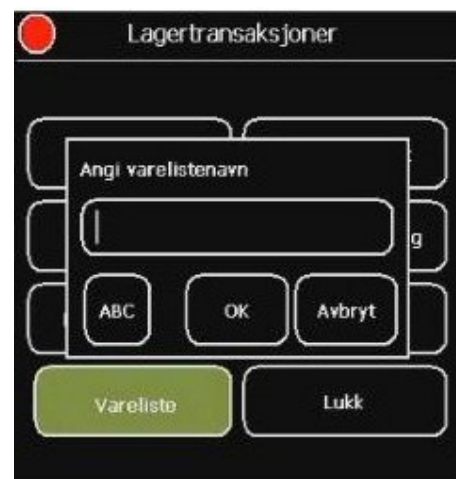 Lagertransaksjoner
Angi varelistenavn
g
ABC OK Avbryt
Vareliste Lukk